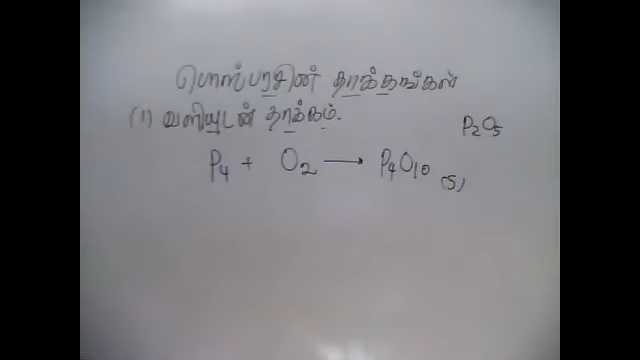 பொஸ்பரசின் தாக்கங்கள்
(1) வளியுடன் தாக்கம்.
P₂O₅
P₄ + O₂ → P₄O₁₀ (s)